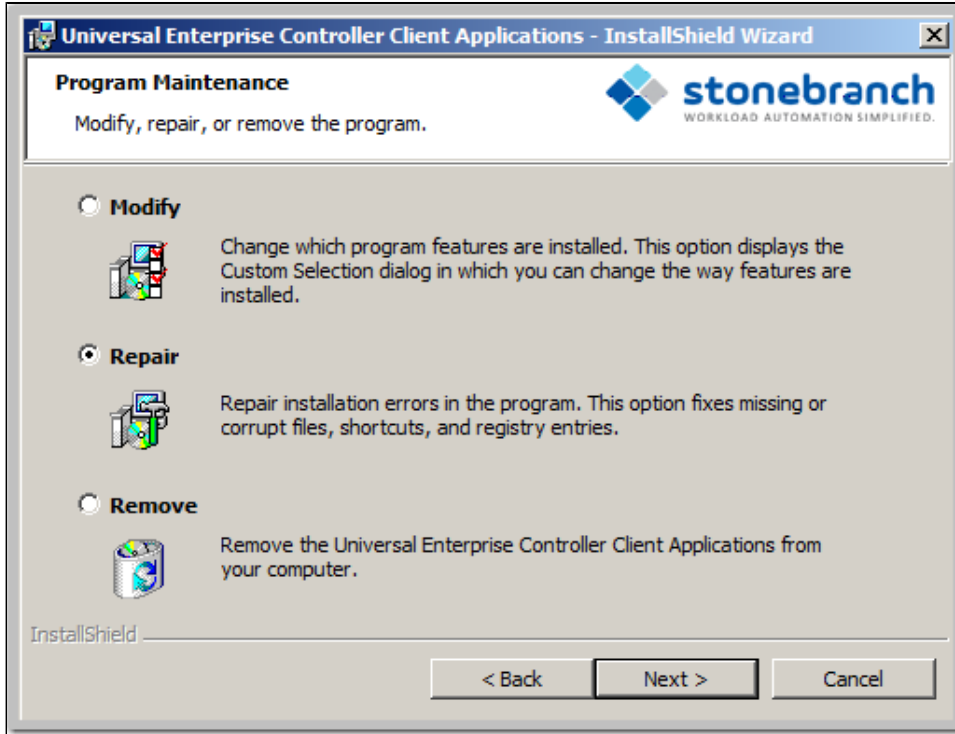 Universal Enterprise Controller Client Applications - InstallShield Wizard
Program Maintenance
Modify, repair, or remove the program.
stonebranch
WORKLOAD AUTOMATION SIMPLIFIED.
Modify
Change which program features are installed. This option displays the
Custom Selection dialog in which you can change the way features are
installed.
Repair
Repair installation errors in the program. This option fixes missing or
corrupt files, shortcuts, and registry entries.
Remove
Remove the Universal Enterprise Controller Client Applications from
your computer.
InstallShield
< Back
Next >
Cancel